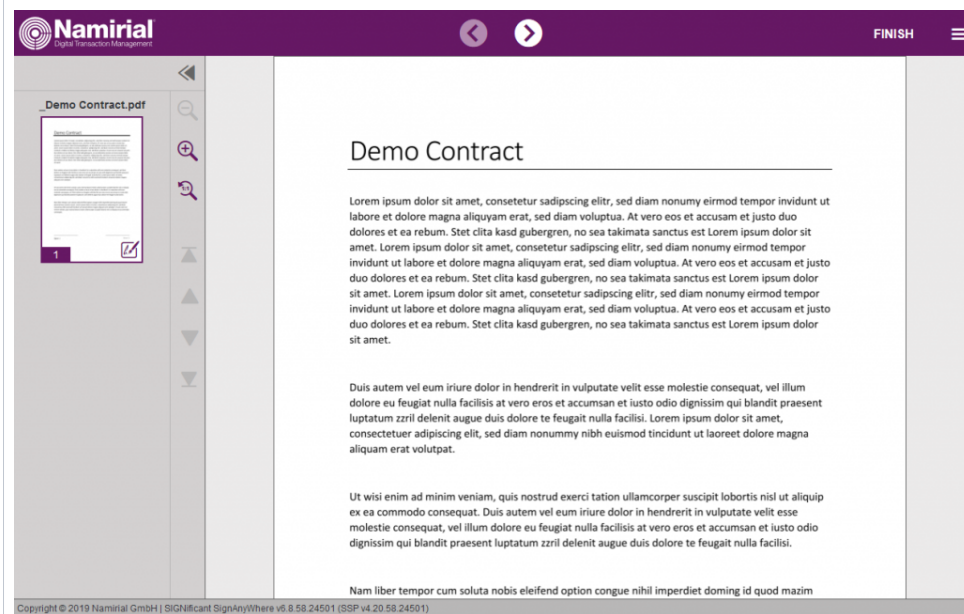 Namirial
Digital Transaction Management
FINISH
_Demo Contract.pdf
Demo Contract
1
1:1
Demo Contract
Lorem ipsum dolor sit amet, consetetur sadipscing elitr, sed diam nonumy eirmod tempor invidunt ut
labore et dolore magna aliquyam erat, sed diam voluptua. At vero eos et accusam et justo duo
dolores et ea rebum. Stet clita kasd gubergren, no sea takimata sanctus est Lorem ipsum dolor sit
amet. Lorem ipsum dolor sit amet, consetetur sadipscing elitr, sed diam nonumy eirmod tempor
invidunt ut labore et dolore magna aliquyam erat, sed diam voluptua. At vero eos et accusam et justo
duo dolores et ea rebum. Stet clita kasd gubergren, no sea takimata sanctus est Lorem ipsum dolor
sit amet. Lorem ipsum dolor sit amet, consetetur sadipscing elitr, sed diam nonumy eirmod tempor
invidunt ut labore et dolore magna aliquyam erat, sed diam voluptua. At vero eos et accusam et justo
duo dolores et ea rebum. Stet clita kasd gubergren, no sea takimata sanctus est Lorem ipsum dolor
sit amet.
Duis autem vel eum iriure dolor in hendrerit in vulputate velit esse molestie consequat, vel illum
dolore eu feugiat nulla facilisis at vero eros et accumsan et iusto odio dignissim qui blandit praesent
luptatum zzril delenit augue duis dolore te feugait nulla facilisi. Lorem ipsum dolor sit amet,
consectetuer adipiscing elit, sed diam nonummy nibh euismod tincidunt ut laoreet dolore magna
aliquam erat volutpat.
Ut wisi enim ad minim veniam, quis nostrud exerci tation ullamcorper suscipit lobortis nisl ut aliquip
ex ea commodo consequat. Duis autem vel eum iriure dolor in hendrerit in vulputate velit esse
molestie consequat, vel illum dolore eu feugiat nulla facilisis at vero eros et accumsan et iusto odio
dignissim qui blandit praesent luptatum zzril delenit augue duis dolore te feugait nulla facilisi.
Nam liber tempor cum soluta nobis eleifend option congue nihil imperdiet doming id quod mazim
Copyright © 2019 Namirial GmbH | SIGNificant SignAnyWhere v6.8.58.24501 (SSP v4.20.58.24501)